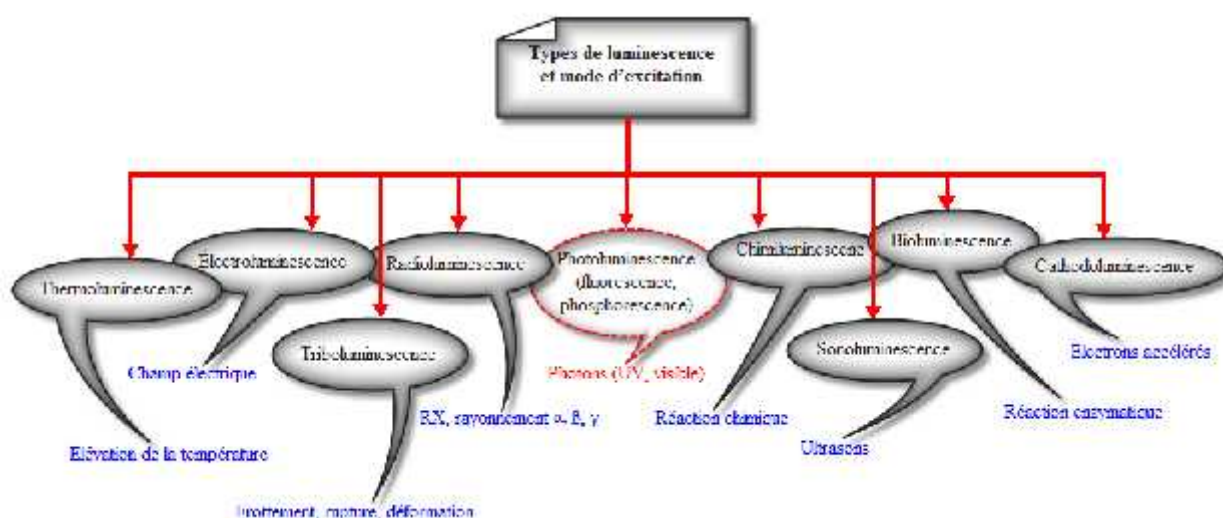 Types de luminescence
et mode d'excitation
Thermoluminescence
Electroluminescence
Triboluminescence
Radioluminescence
Photoluminescence
(fluorescence,
phosphorescence)
Chimiluminescene
Sonoluminescence
Bioluminescence
Cathodoluminescence
Elévation de la température
Champ électrique
Frottement, rupture, déformation
RX, rayonnement α, β, γ
Photons (UV, visible)
Réaction chimique
Ultrasons
Réaction enzymatique
Electrons accélérés